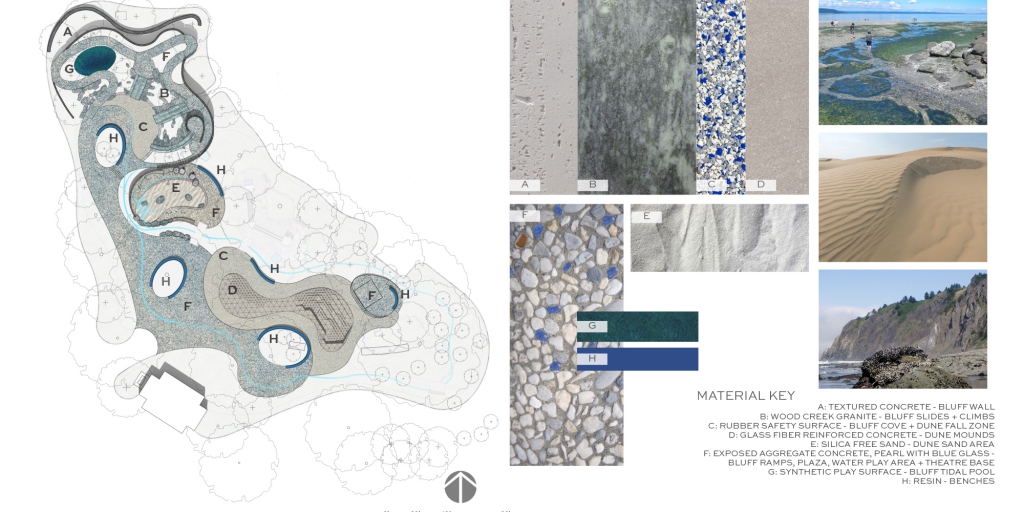 A
F
G
B
C
H
H
E
F
C
H
H
D
F
H
F
H
A
B
C
D
F
E
G
H
MATERIAL KEY
A: TEXTURED CONCRETE - BLUFF WALL
B: WOOD CREEK GRANITE - BLUFF SLIDES + CLIMBS
C: RUBBER SAFETY SURFACE - BLUFF COVE + DUNE FALL ZONE
D: GLASS FIBER REINFORCED CONCRETE - DUNE MOUNDS
E: SILICA FREE SAND - DUNE SAND AREA
F: EXPOSED AGGREGATE CONCRETE, PEARL WITH BLUE GLASS -
BLUFF RAMPS, PLAZA, WATER PLAY AREA + THEATRE BASE
G: SYNTHETIC PLAY SURFACE - BLUFF TIDAL POOL
H: RESIN - BENCHES